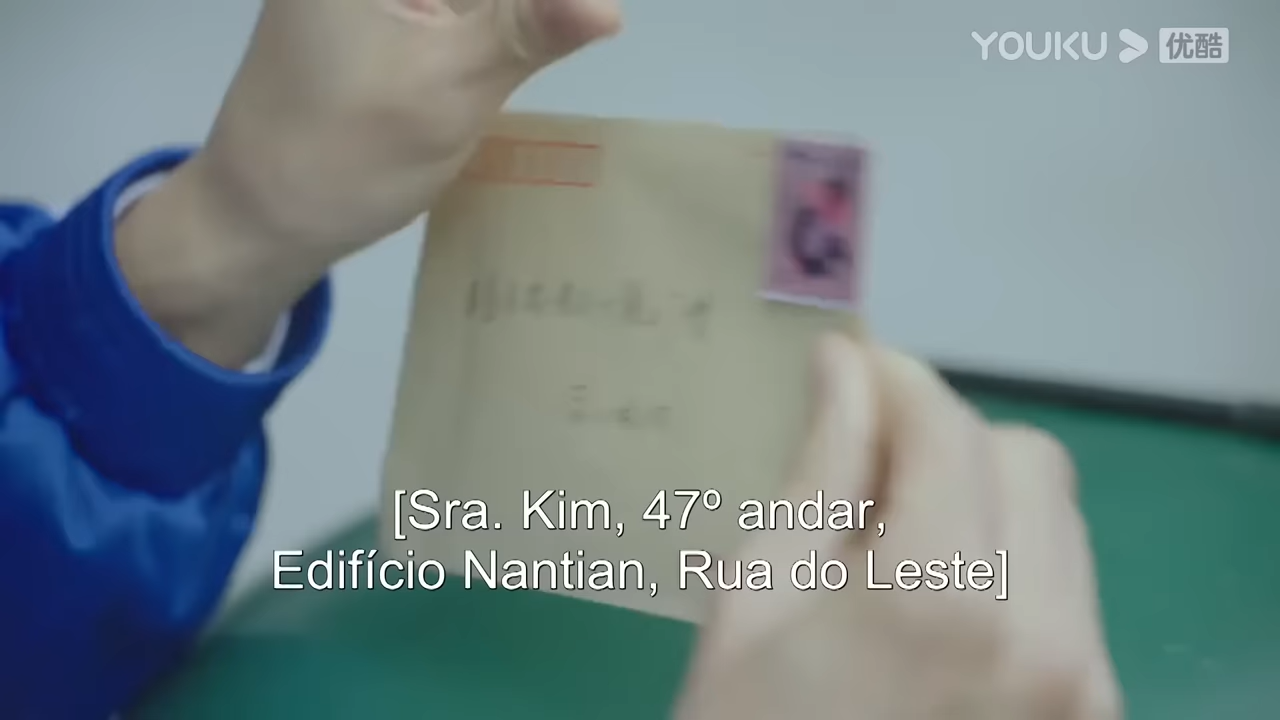 YOUKU 优酷
[Sra. Kim, 47º andar,
Edifício Nantian, Rua do Leste]